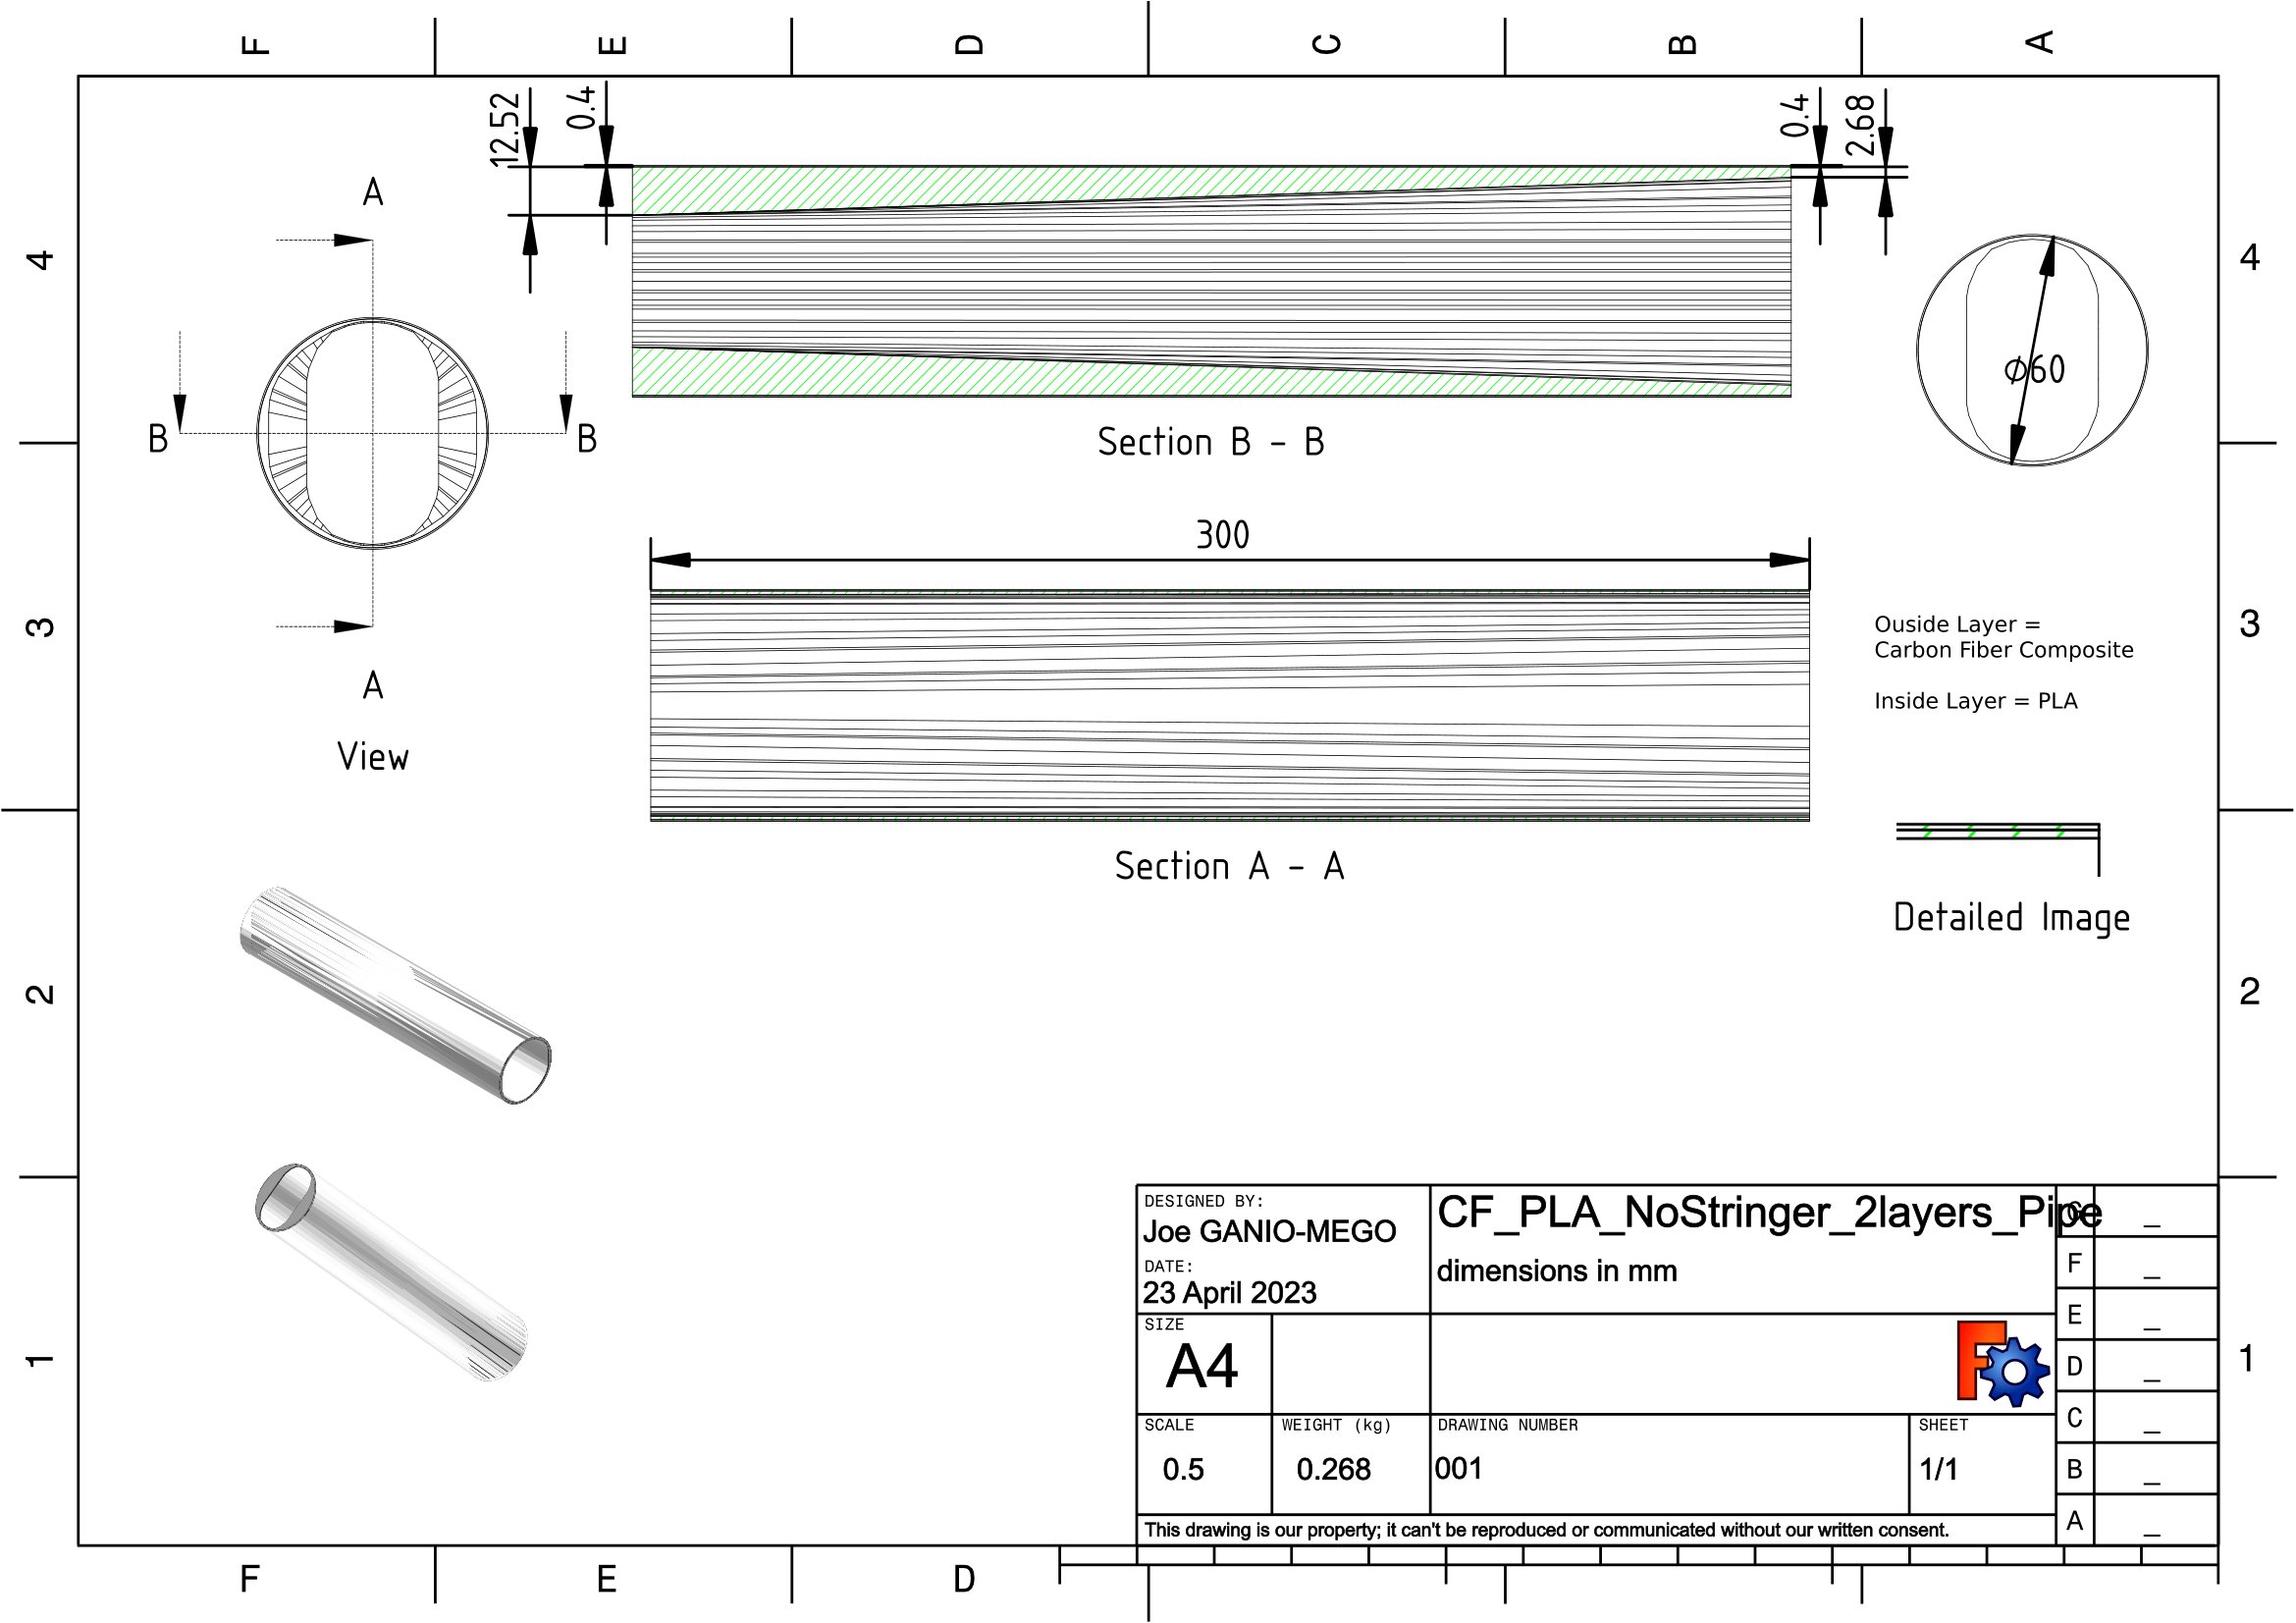 F E D C B A
12.52
0.4
0.4
2.68
A
4
4
B B
⌀60
Section B - B
300
3
3
Ouside Layer =
Carbon Fiber Composite
Inside Layer = PLA
A
View
Section A - A
Detailed Image
2
2
DESIGNED BY:
Joe GANIO-MEGO
DATE:
23 April 2023
CF_PLA_NoStringer_2layers_Pipe
dimensions in mm
G _
F _
E _
D _
C _
B _
A _
SIZE
A4
1
1
SCALE
0.5
WEIGHT (kg)
0.268
DRAWING NUMBER
001
SHEET
1/1
This drawing is our property; it can't be reproduced or communicated without our written consent.
F E D